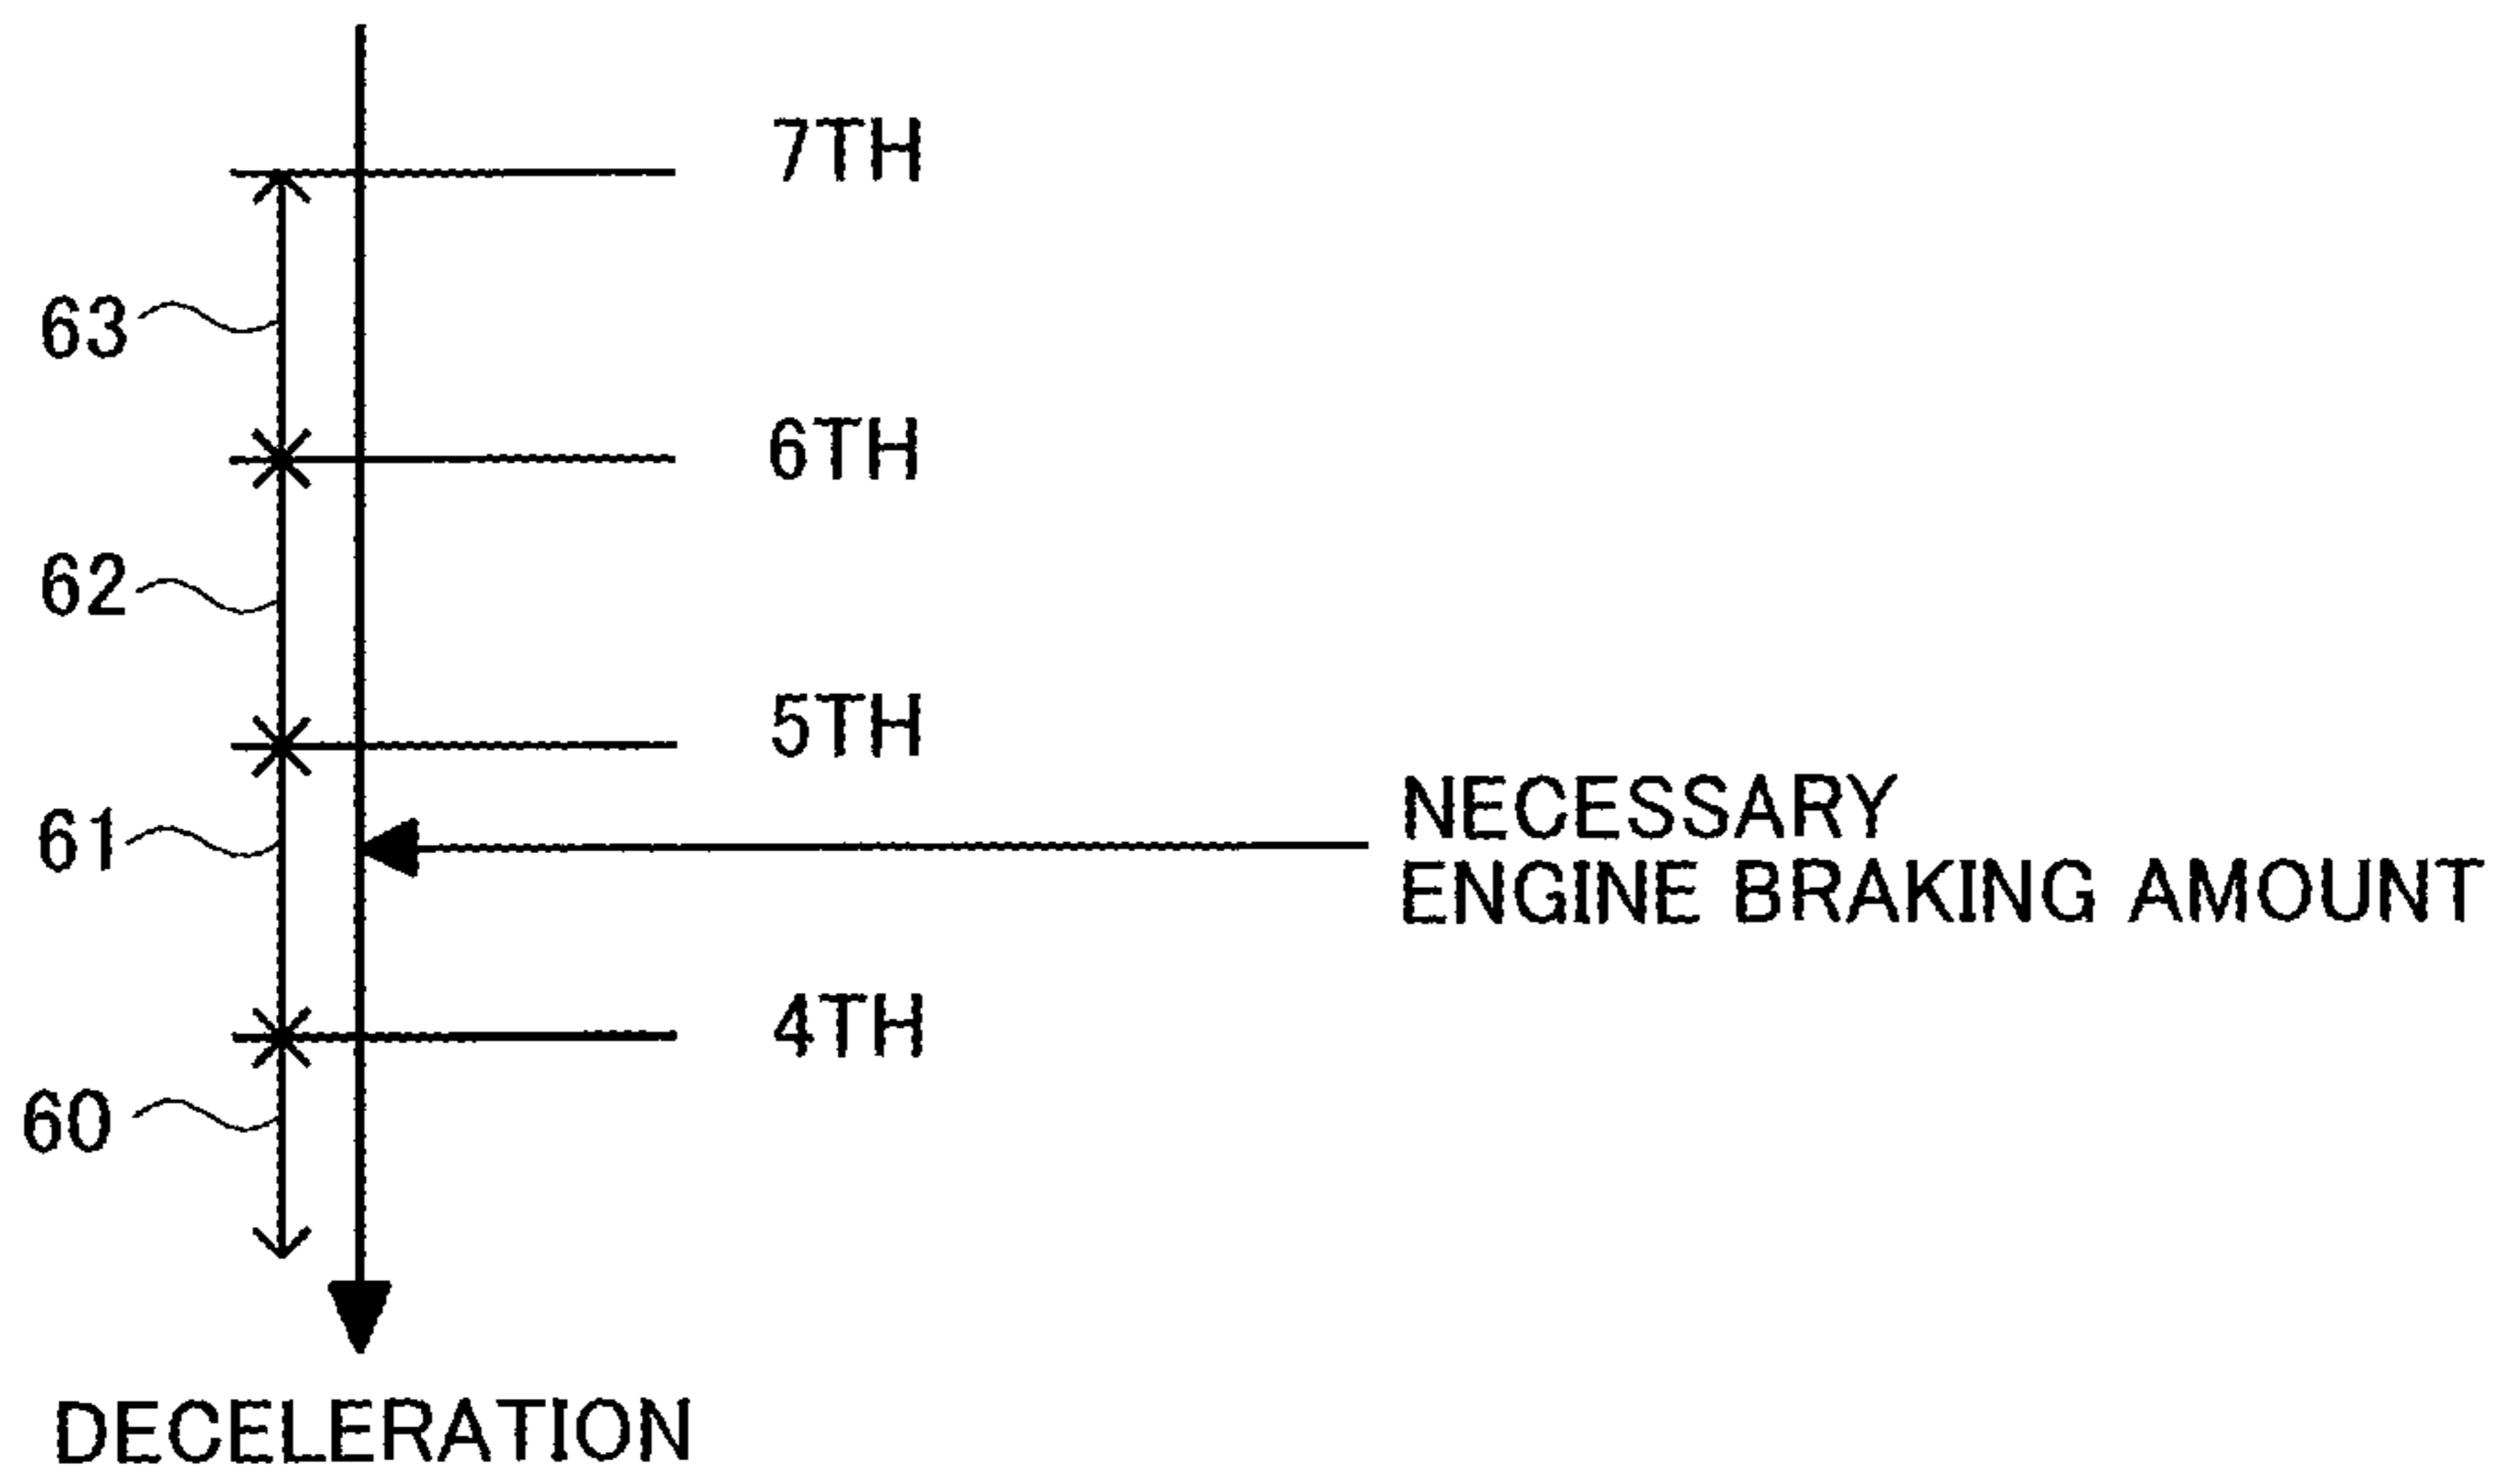 7TH
63
6TH
62
5TH
NECESSARY
61
ENGINE BRAKING AMOUNT
4TH
60
DECELERATION